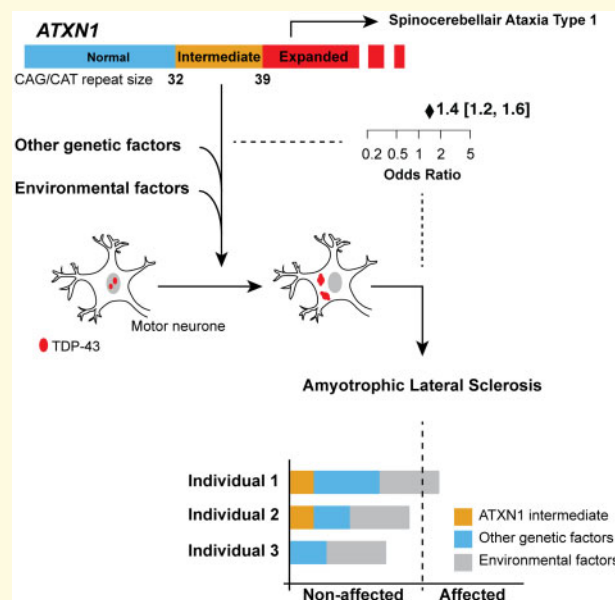 ATXN1
Spinocerebellair Ataxia Type 1
Normal Intermediate Expanded
CAG/CAT repeat size 32 39
1.4 [1.2, 1.6]
Other genetic factors
0.2 0.5 1 2 5
Odds Ratio
Environmental factors
Motor neurone
TDP-43
Amyotrophic Lateral Sclerosis
Individual 1
Individual 2
Individual 3
ATXN1 intermediate
Other genetic factors
Environmental factors
Non-affected Affected